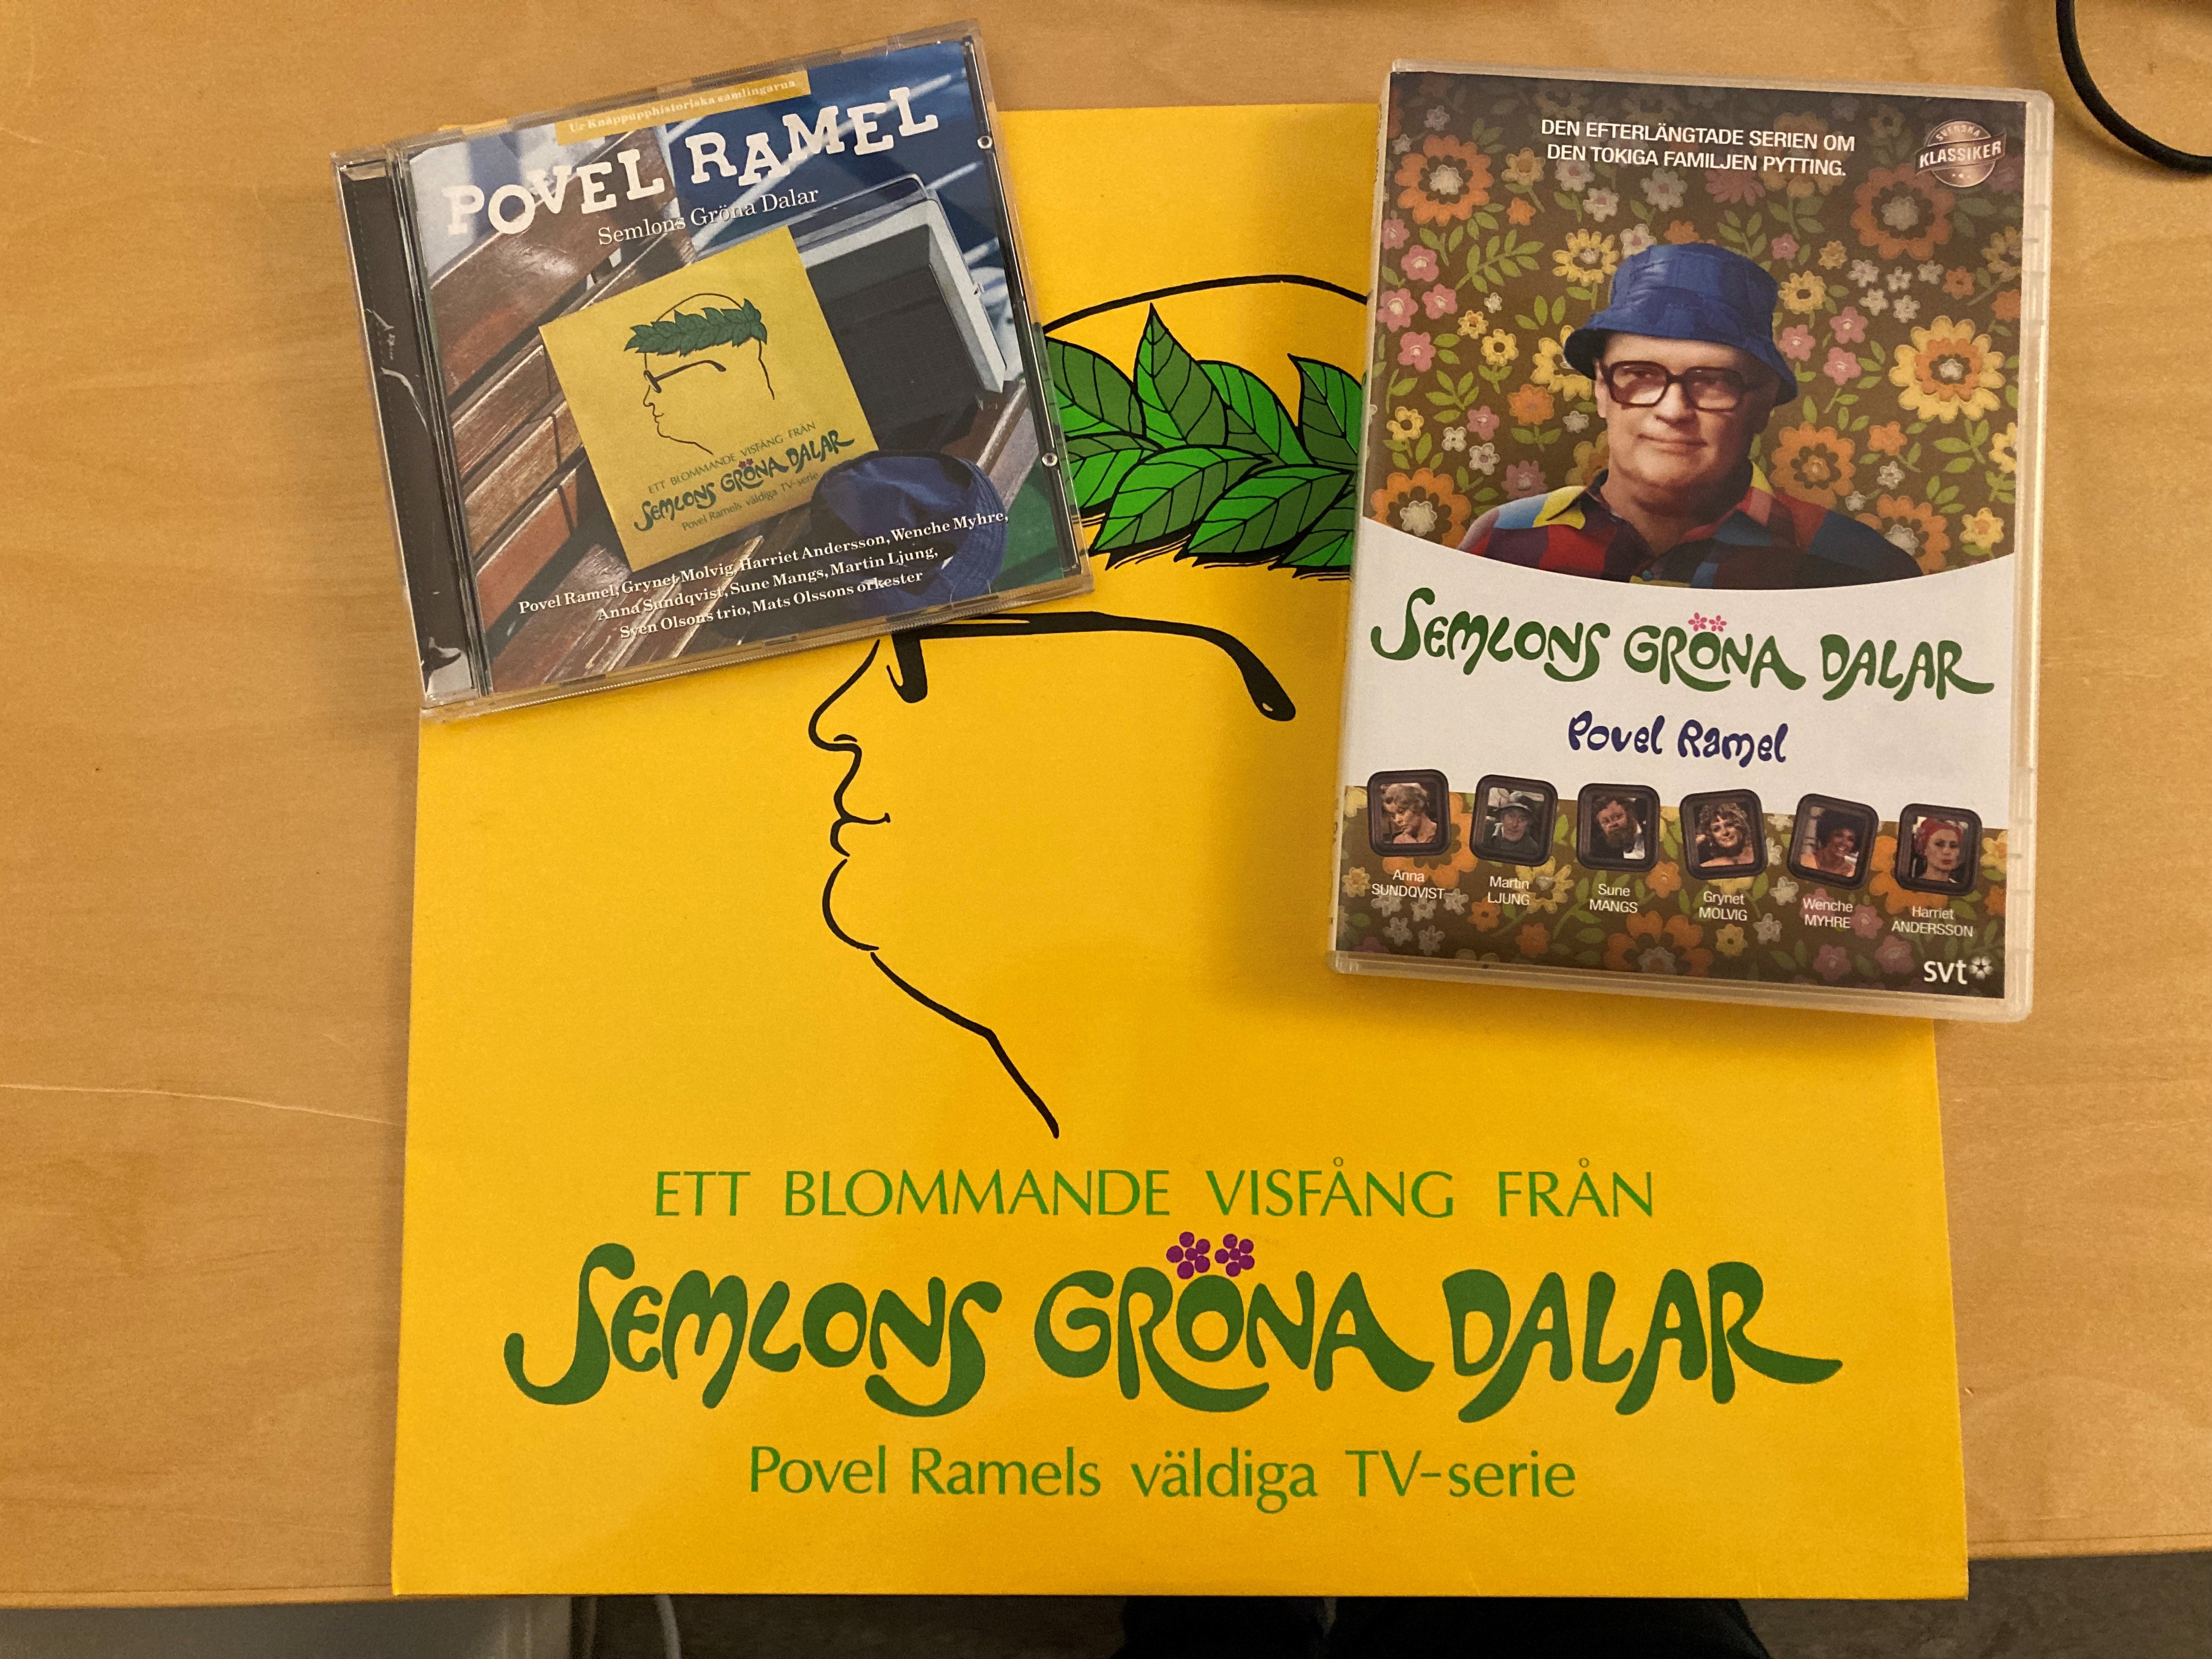 Ur Knäppupphistoriska samlingarna
POVEL RAMEL
Semlons Gröna Dalar
ETT BLOMMANDE VISFÅNG FRÅN
SEMLONS GRÖNA DALAR
Povel Ramels väldiga TV-serie
Povel Ramel, Grynet Molvig, Harriet Andersson, Wenche Myhre,
Anna Sundqvist, Sune Mangs, Martin Ljung,
Sven Olsons trio, Mats Olssons orkester
DEN EFTERLÄNGTADE SERIEN OM
DEN TOKIGA FAMILJEN PYTTING.
SVENSKA
KLASSIKER
SEMLONS GRÖNA DALAR
Povel Ramel
Anna
SUNDQVIST
Martin
LJUNG
Sune
MANGS
Grynet
MOLVIG
Wenche
MYHRE
Harriet
ANDERSSON
svt
ETT BLOMMANDE VISFÅNG FRÅN
SEMLONS GRÖNA DALAR
Povel Ramels väldiga TV-serie